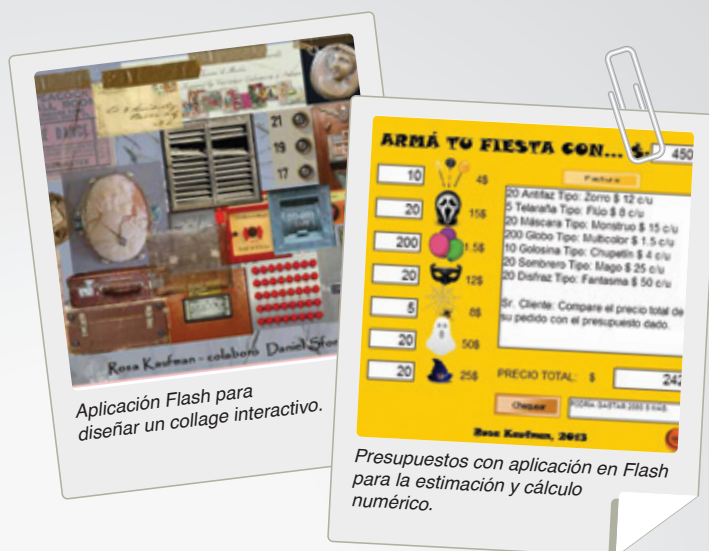 21
19
17
Rosa Kaufman - colaboro Daniel
Aplicación Flash para
diseñar un collage interactivo.
ARMÁ TU FIESTA CON... $. 450
Factura
10 4$
20 15$
200 1.5$
20 12$
5 8$
20 50$
20 25$
20 Antifaz Tipo: Zorro $ 12 c/u
5 Telaraña Tipo: Flúo $ 8 c/u
20 Máscara Tipo: Monstruo $ 15 c/u
200 Globo Tipo: Multicolor $ 1.5 c/u
10 Golosina Tipo: Chupetín $ 4 c/u
20 Sombrero Tipo: Mago $ 25 c/u
20 Disfraz Tipo: Fantasma $ 50 c/u
Sr. Cliente: Compare el precio total de
su pedido con el presupuesto dado.
PRECIO TOTAL: $ 242
Chequear
PODRIA GASTAR 2080 $ MAS
Rosa Kaufman, 2013
Presupuestos con aplicación en Flash
para la estimación y cálculo
numérico.